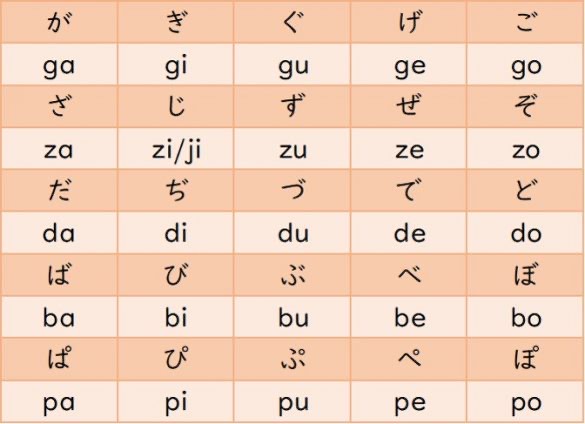 が ぎ ぐ げ ご
ga gi gu ge go
ざ じ ず ぜ ぞ
za zi/ji zu ze zo
だ ぢ づ で ど
da di du de do
ば び ぶ べ ぼ
ba bi bu be bo
ぱ ぴ ぷ ぺ ぽ
pa pi pu pe po